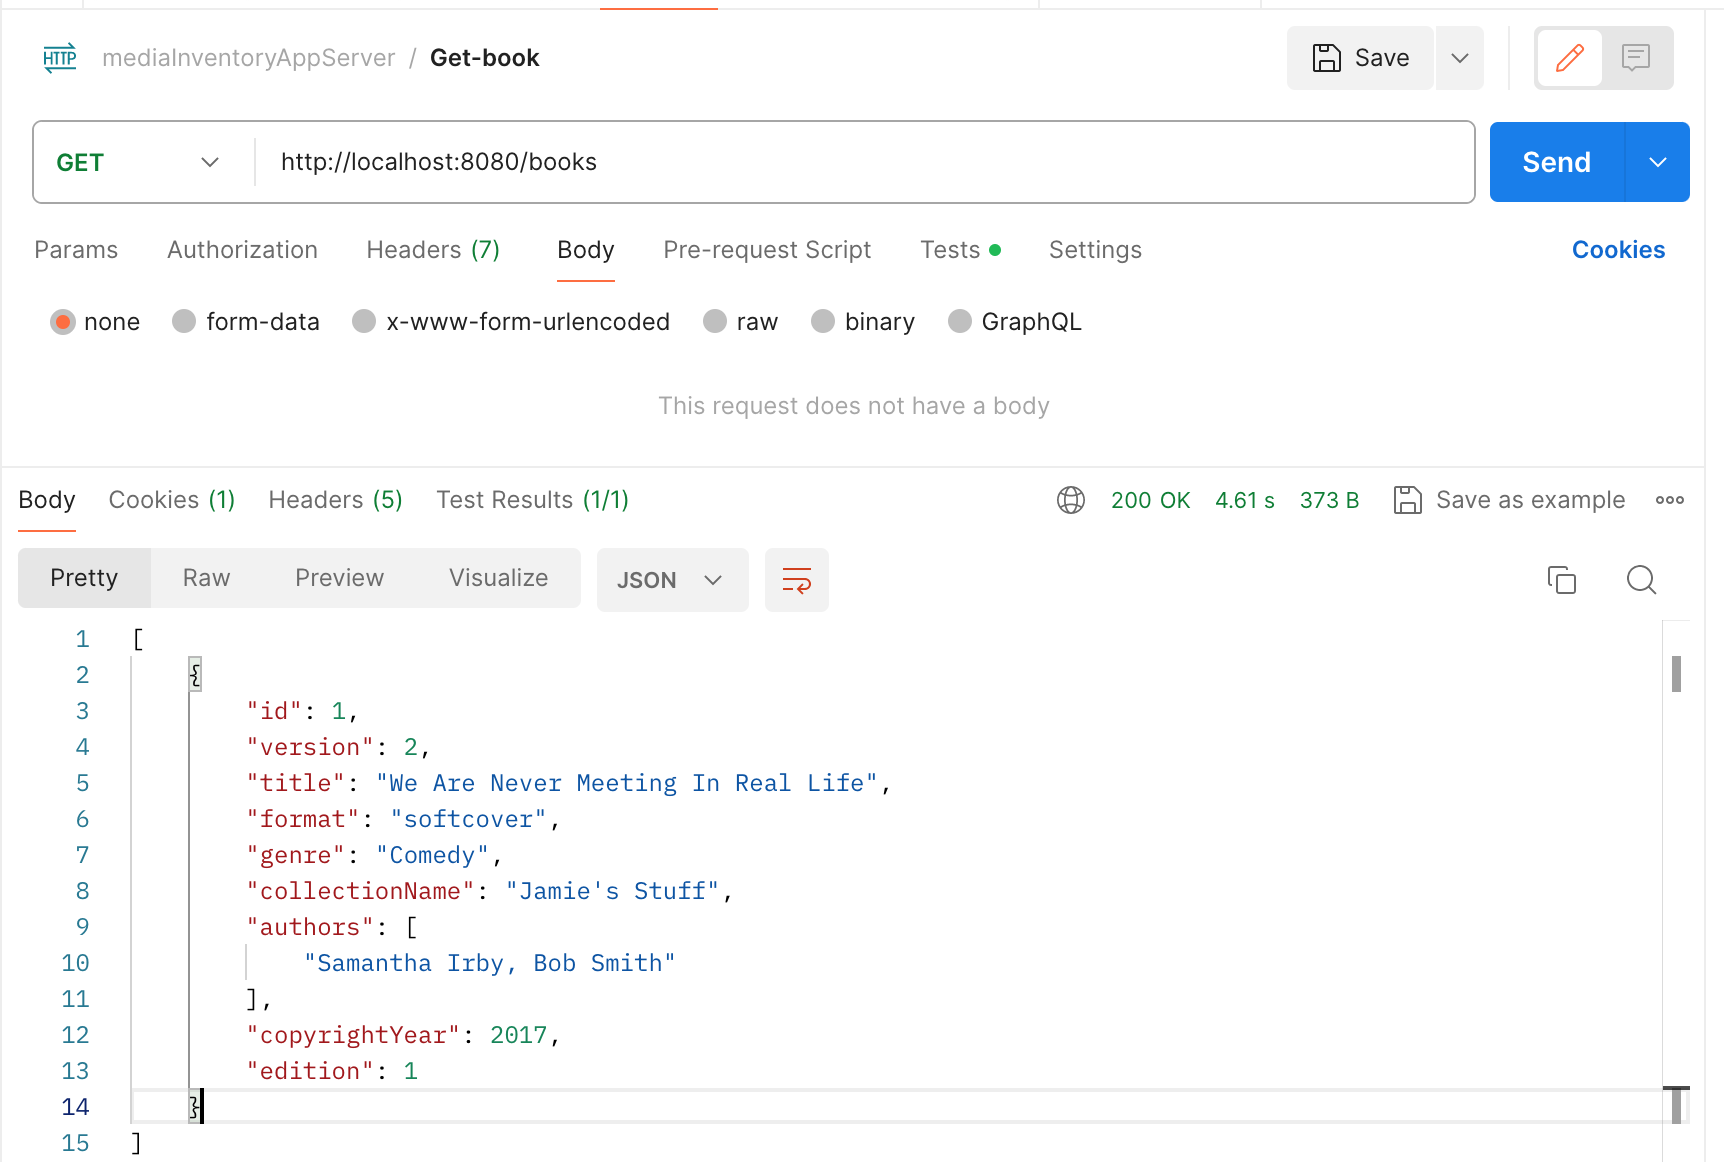 HTTP mediaInventoryAppServer / Get-book Save
GET http://localhost:8080/books Send
Params Authorization Headers (7) Body Pre-request Script Tests Settings Cookies
none form-data x-www-form-urlencoded raw binary GraphQL
This request does not have a body
Body Cookies (1) Headers (5) Test Results (1/1) 200 OK 4.61 s 373 B Save as example
Pretty Raw Preview Visualize JSON
1 [
2 {
3 "id": 1,
4 "version": 2,
5 "title": "We Are Never Meeting In Real Life",
6 "format": "softcover",
7 "genre": "Comedy",
8 "collectionName": "Jamie's Stuff",
9 "authors": [
10 "Samantha Irby, Bob Smith"
11 ],
12 "copyrightYear": 2017,
13 "edition": 1
14 }
15 ]